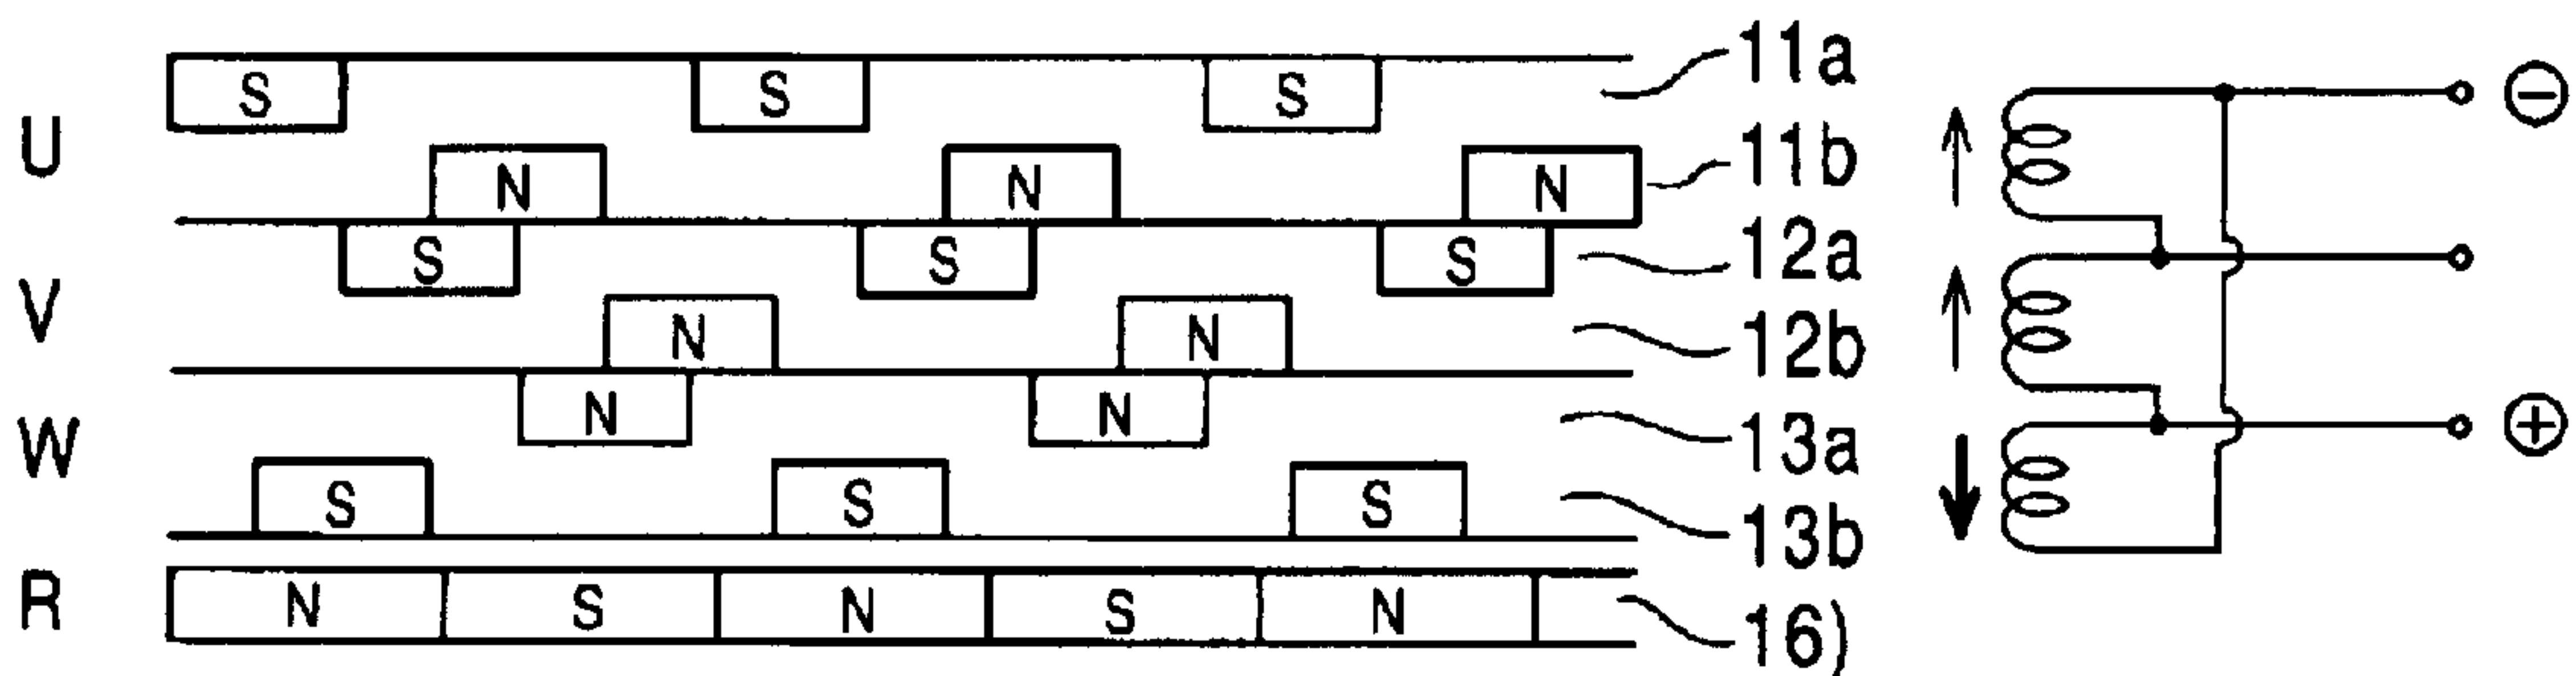 S S S 11a
⊖
U
N N N 11b
S S S 12a
V
N N 12b
N N 13a
⊕
W
S S S 13b
R N S N S N 16)